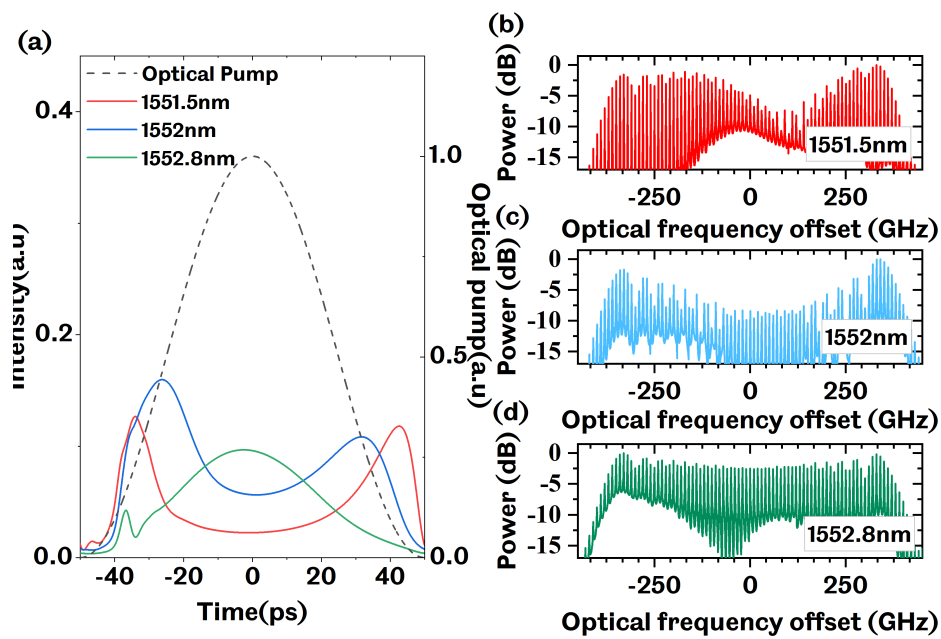 (a)
Optical Pump
1551.5nm
1552nm
1552.8nm
0.4
0.2
0.0
Intensity(a.u)
1.0
0.5
0.0
Optical pump(a.u)
-40 -20 0 20 40
Time(ps)
(b)
0
-5
-10
-15
Power (dB)
1551.5nm
-250 0 250
Optical frequency offset (GHz)
(c)
0
-5
-10
-15
Power (dB)
1552nm
-250 0 250
Optical frequency offset (GHz)
(d)
0
-5
-10
-15
Power (dB)
1552.8nm
-250 0 250
Optical frequency offset (GHz)